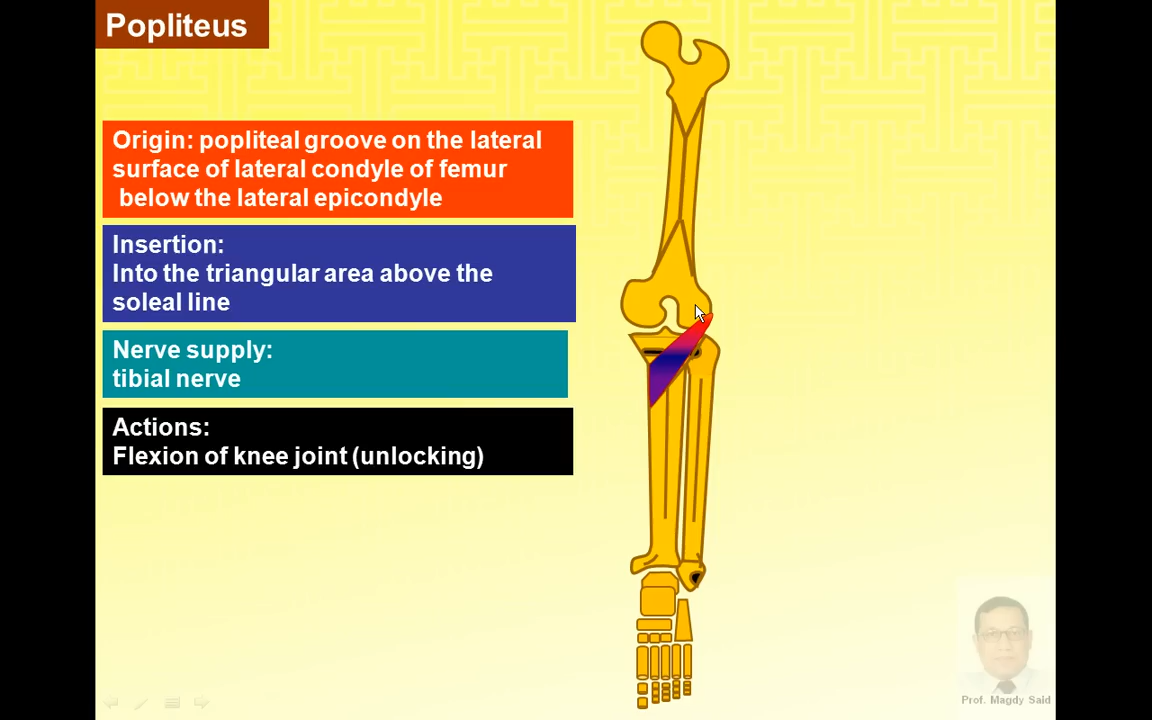 Popliteus
Origin: popliteal groove on the lateral
surface of lateral condyle of femur
below the lateral epicondyle
Insertion:
Into the triangular area above the
soleal line
Nerve supply:
tibial nerve
Actions:
Flexion of knee joint (unlocking)
Prof. Magdy Said